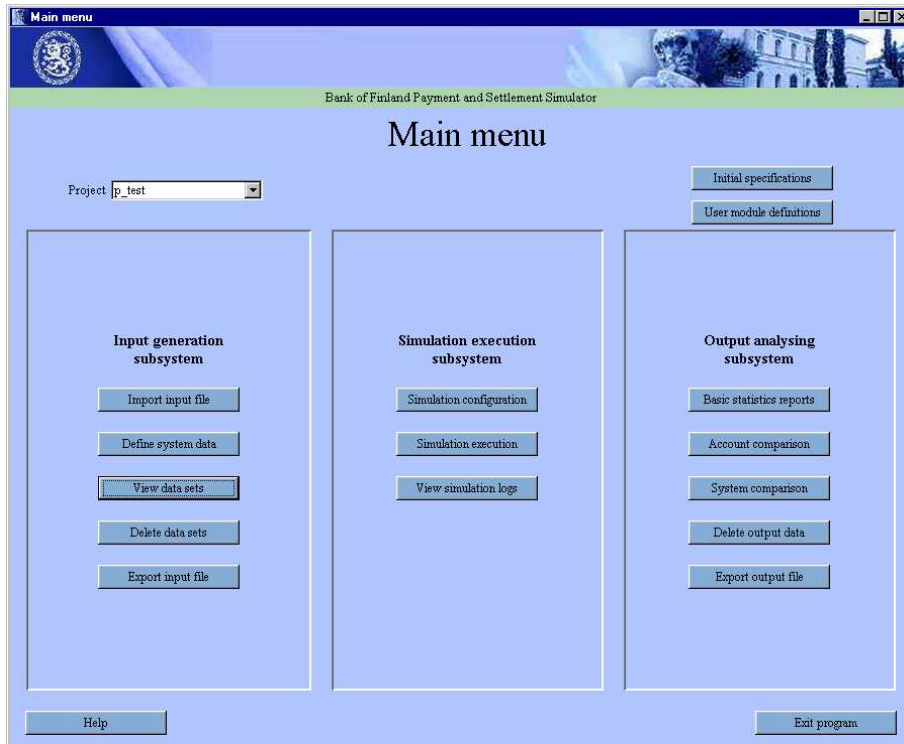 Main menu
Bank of Finland Payment and Settlement Simulator
Main menu
Project p_test
Initial specifications
User module definitions
Input generation
subsystem
Import input file
Define system data
View data sets
Delete data sets
Export input file
Simulation execution
subsystem
Simulation configuration
Simulation execution
View simulation logs
Output analysing
subsystem
Basic statistics reports
Account comparison
System comparison
Delete output data
Export output file
Help
Exit program